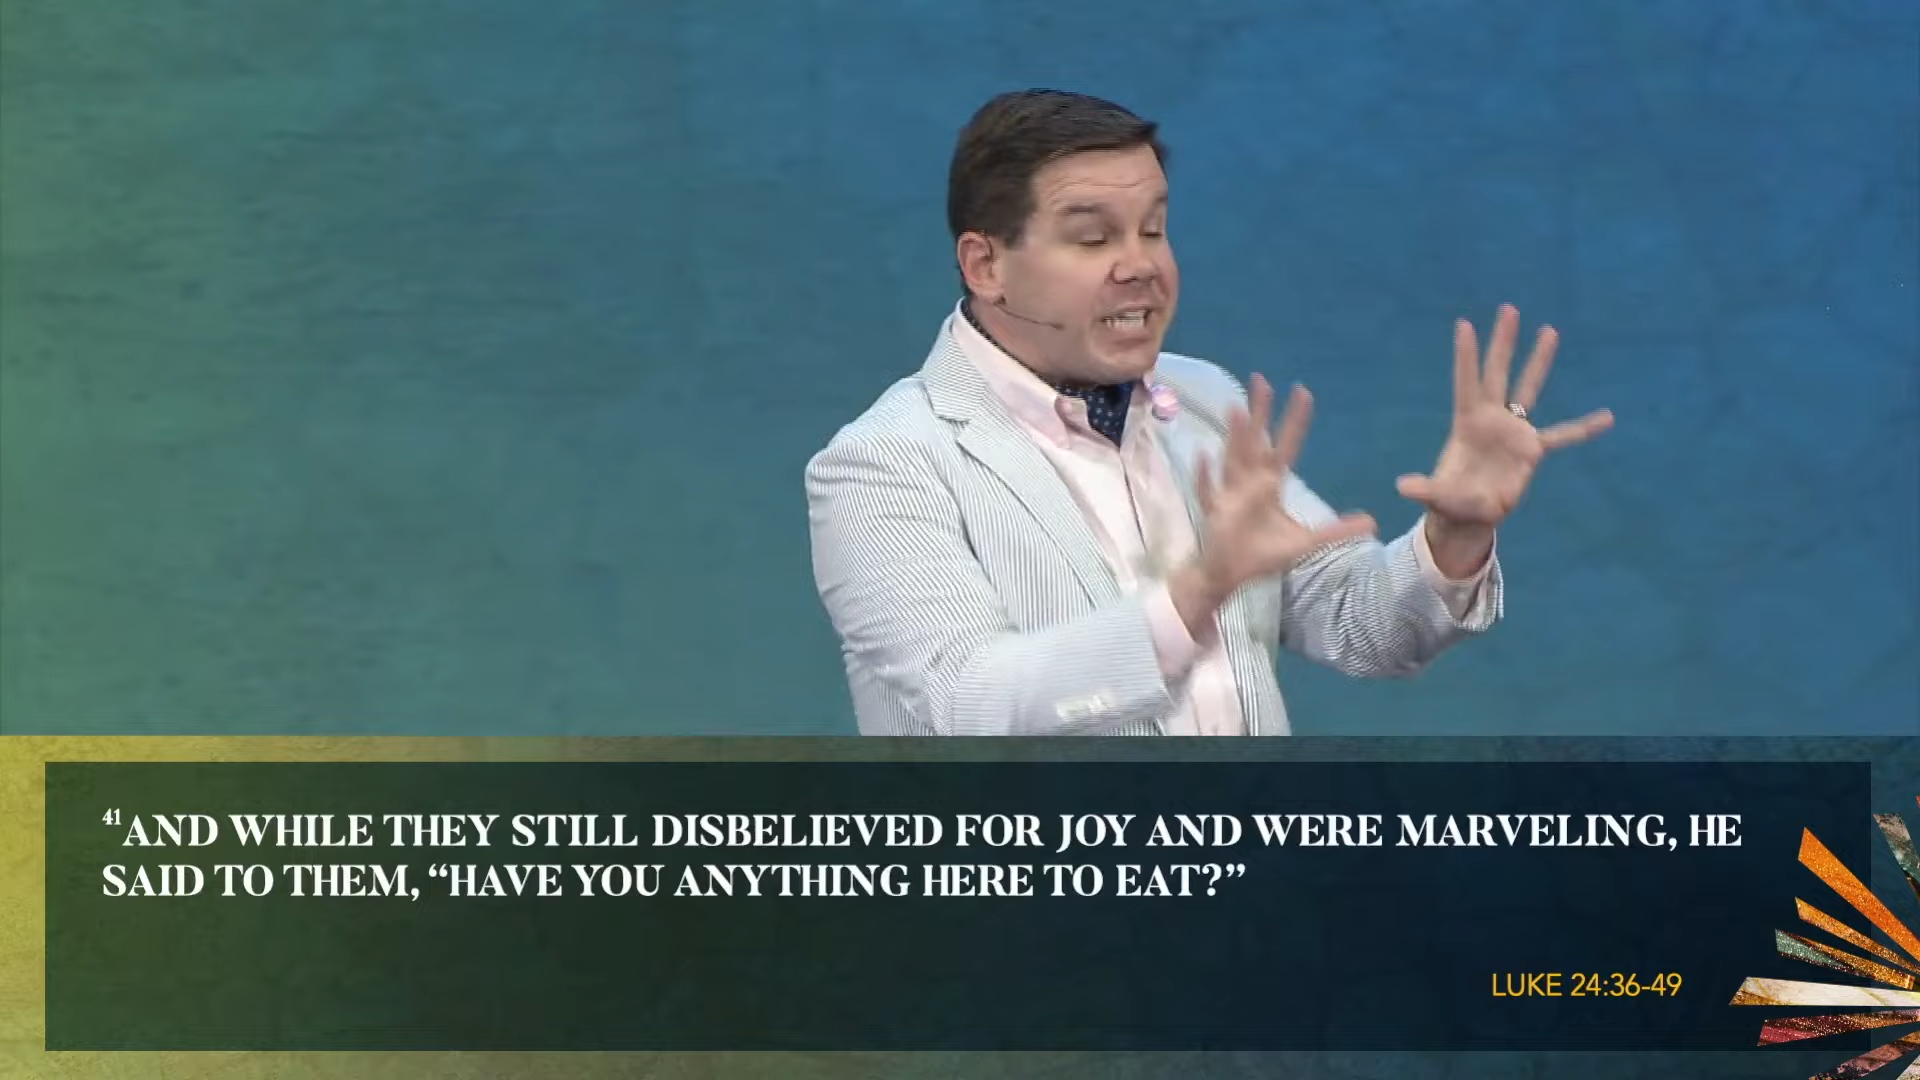 ⁴¹AND WHILE THEY STILL DISBELIEVED FOR JOY AND WERE MARVELING, HE
SAID TO THEM, “HAVE YOU ANYTHING HERE TO EAT?”
LUKE 24:36-49